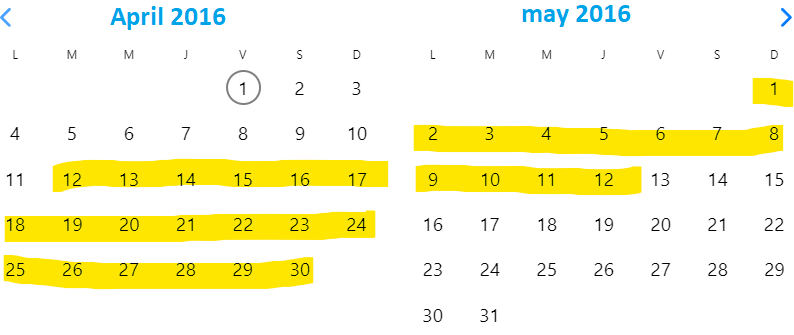 April 2016
L M M J V S D
1 2 3
4 5 6 7 8 9 10
11 12 13 14 15 16 17
18 19 20 21 22 23 24
25 26 27 28 29 30
may 2016
L M M J V S D
1
2 3 4 5 6 7 8
9 10 11 12 13 14 15
16 17 18 19 20 21 22
23 24 25 26 27 28 29
30 31